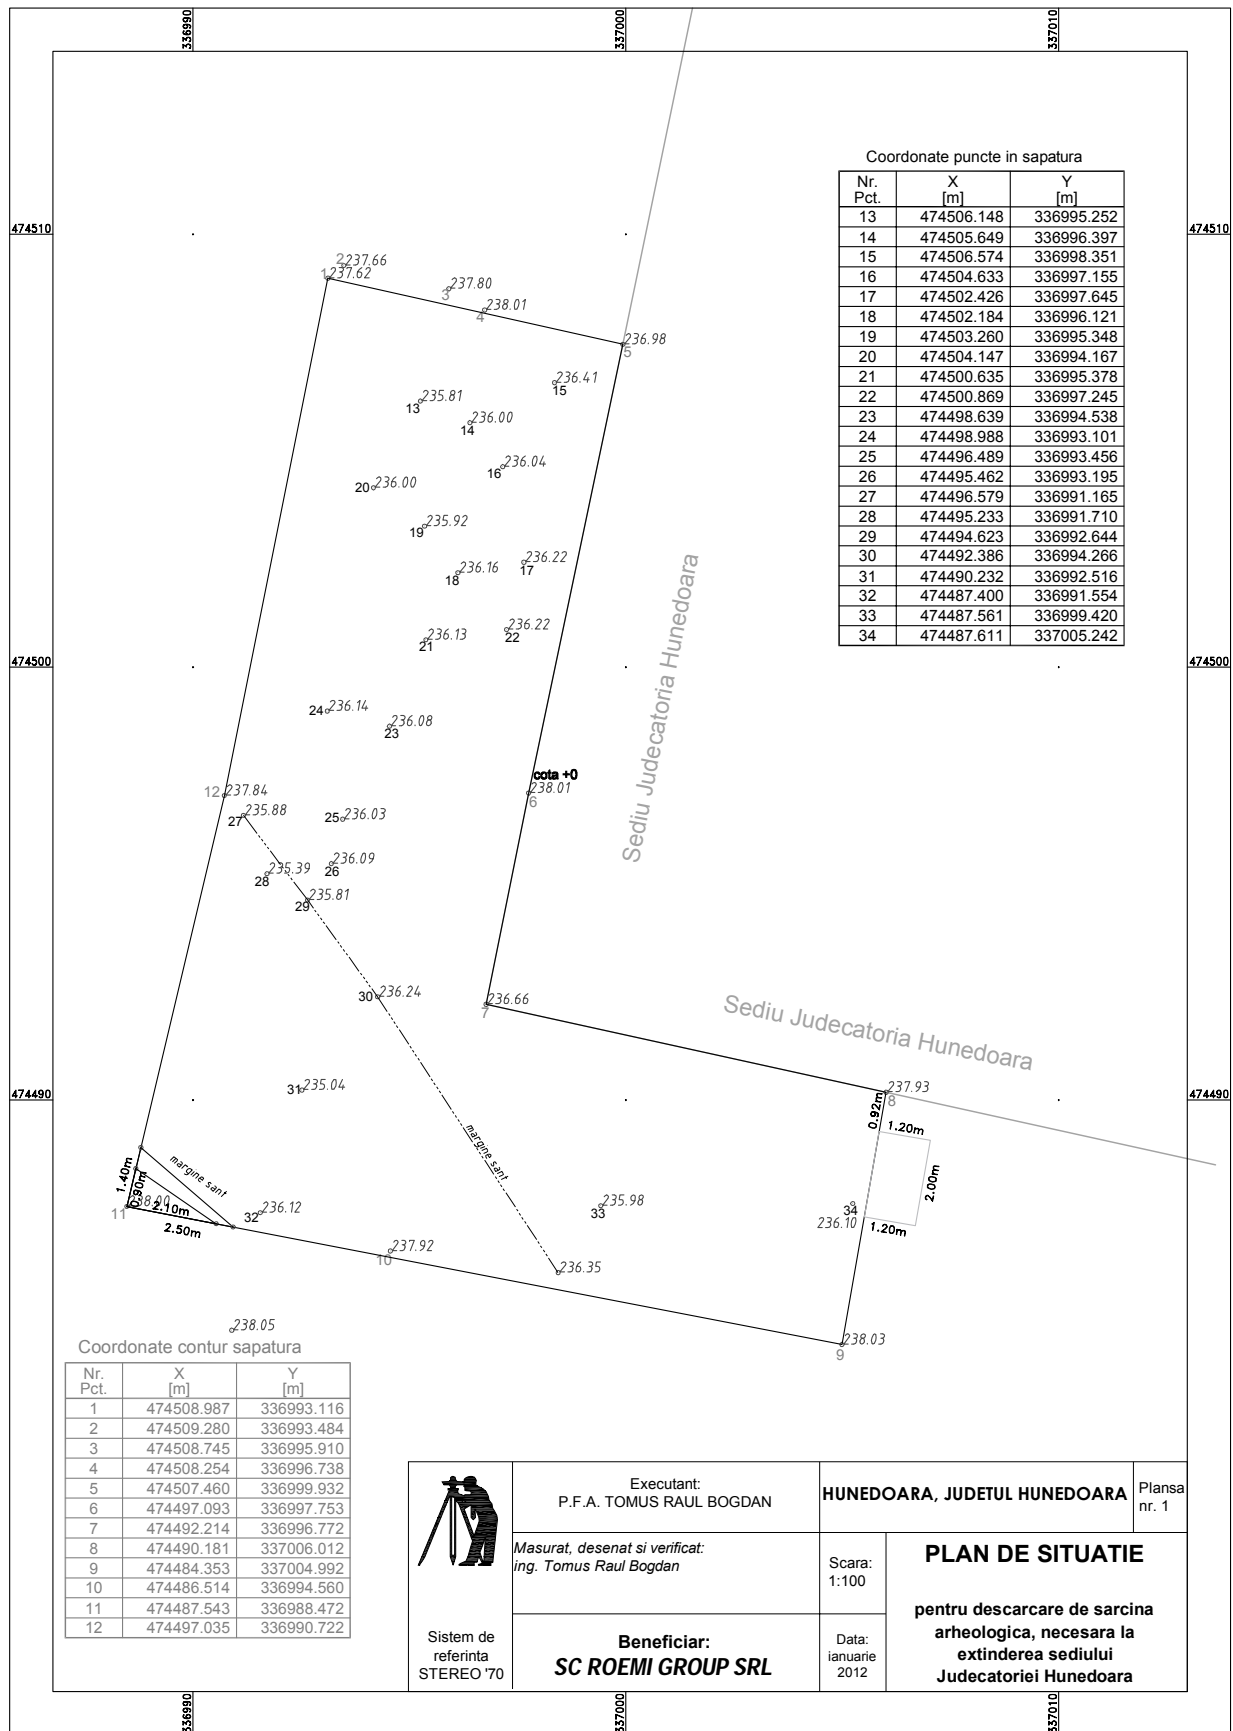 336990 337000 337010
Coordonate puncte in sapatura
Nr. Pct. X [m] Y [m]
13 474506.148 336995.252
14 474505.649 336996.397
15 474506.574 336998.351
16 474504.633 336997.155
17 474502.426 336997.645
18 474502.184 336996.121
19 474503.260 336995.348
20 474504.147 336994.167
21 474500.635 336995.378
22 474500.869 336997.245
23 474498.639 336994.538
24 474498.988 336993.101
25 474496.489 336993.456
26 474495.462 336993.195
27 474496.579 336991.165
28 474495.233 336991.710
29 474494.623 336992.644
30 474492.386 336994.266
31 474490.232 336992.516
32 474487.400 336991.554
33 474487.561 336999.420
34 474487.611 337005.242
474510 474510
2 237.66
1 237.62
3 237.80
4 238.01
5 236.98
15 236.41
13 235.81
14 236.00
16 236.04
20 236.00
19 235.92
18 236.16
17 236.22
22 236.22
21 236.13
474500 474500
Sediu Judecatoria Hunedoara
24 236.14
23 236.08
cota +0
6 238.01
12 237.84
27 235.88
25 236.03
26 236.09
28 235.39
29 235.81
30 236.24
7 236.66
Sediu Judecatoria Hunedoara
31 235.04
474490 474490
8 237.93
0.92m
1.20m
2.00m
1.20m
margine sant
margine sant
1.40m
0.90m
11 238.00
2.10m
2.50m
32 236.12
33 235.98
34
236.10
10 237.92
236.35
238.05
9 238.03
Coordonate contur sapatura
Nr. Pct. X [m] Y [m]
1 474508.987 336993.116
2 474509.280 336993.484
3 474508.745 336995.910
4 474508.254 336996.738
5 474507.460 336999.932
6 474497.093 336997.753
7 474492.214 336996.772
8 474490.181 337006.012
9 474484.353 337004.992
10 474486.514 336994.560
11 474487.543 336988.472
12 474497.035 336990.722
Sistem de
referinta
STEREO '70
Executant:
P.F.A. TOMUS RAUL BOGDAN
Masurat, desenat si verificat:
ing. Tomus Raul Bogdan
Beneficiar:
SC ROEMI GROUP SRL
HUNEDOARA, JUDETUL HUNEDOARA
Plansa
nr. 1
Scara:
1:100
Data:
ianuarie
2012
PLAN DE SITUATIE
pentru descarcare de sarcina
arheologica, necesara la
extinderea sediului
Judecatoriei Hunedoara
336990 337000 337010